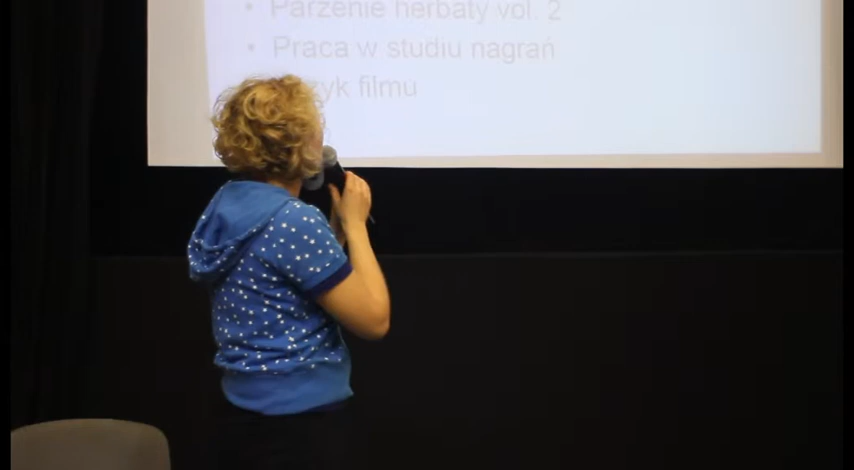 • Parzenie herbaty vol. 2
• Praca w studiu nagrań
filmu